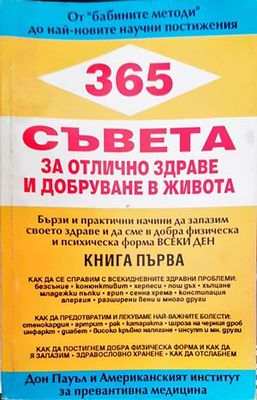 От "бабините методи"
до най-новите научни постижения
365
СЪВЕТА
ЗА ОТЛИЧНО ЗДРАВЕ
И ДОБРУВАНЕ В ЖИВОТА
Бързи и практични начини да запазим
своето здраве и да сме в добра физическа
и психическа форма ВСЕКИ ДЕН
КНИГА ПЪРВА
КАК ДА СЕ СПРАВИМ С ВСЕКИДНЕВНИТЕ ЗДРАВНИ ПРОБЛЕМИ:
безсъние • конюнктивит • херпеси • лош дъх • хълцане
младежки пъпки • грип • сенна хрема • констипация
алергия • разширени вени и много други
КАК ДА ПРЕДОТВРАТИМ И ЛЕКУВАМЕ НАЙ-ВАЖНИТЕ БОЛЕСТИ:
стенокардия • артрит • рак • катаракта • цироза на черния дроб
инфаркт • диабет • високо кръвно налягане • инсулт и мн. други
КАК ДА ПОСТИГНЕМ ДОБРА ФИЗИЧЕСКА ФОРМА И КАК ДА
Я ЗАПАЗИМ • ЗДРАВОСЛОВНО ХРАНЕНЕ • КАК ДА ОТСЛАБНЕМ
Дон Пауъл и Американският институт
за превантивна медицина